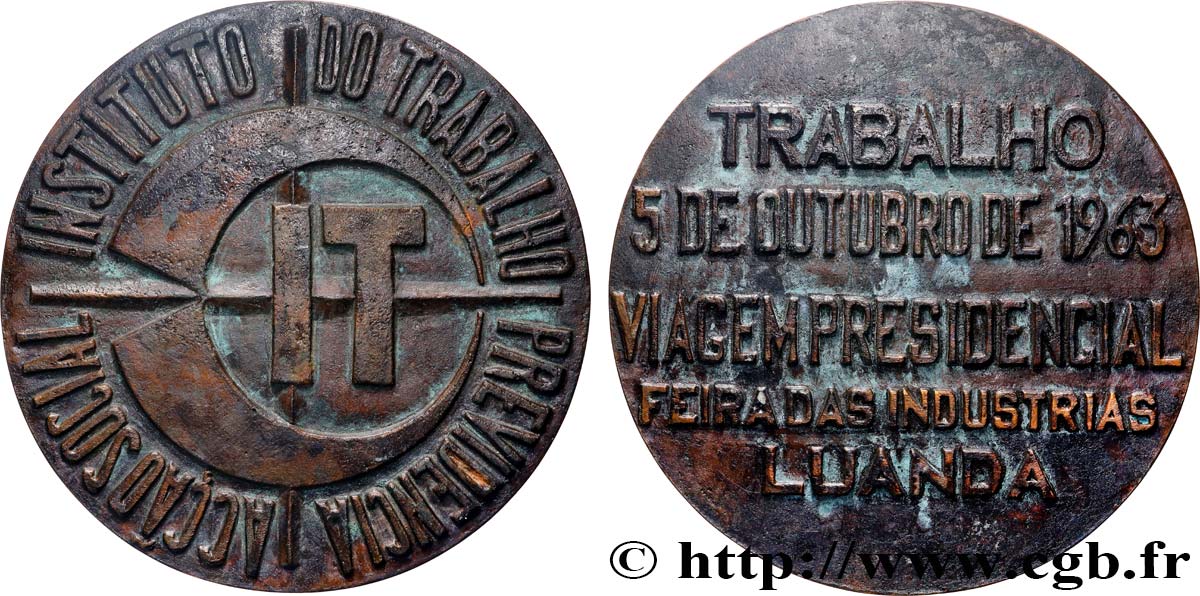 INSTITUTO DO TRABALHO PREVIDENCIA ACÇÃO SOCIAL
IT
TRABALHO
5 DE OUTUBRO DE 1963
VIAGEM PRESIDENCIAL
FEIRA DAS INDUSTRIAS
LUANDA
© http://www.cgb.fr